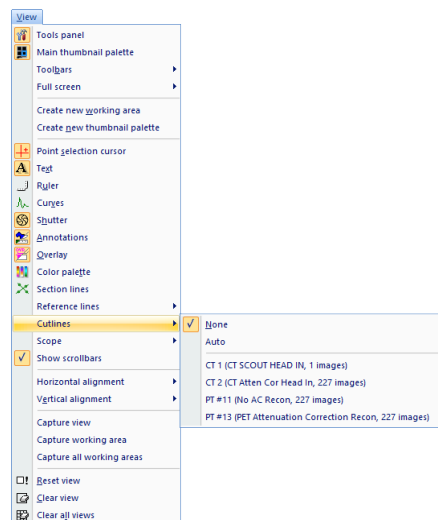 View
Tools panel
Main thumbnail palette
Toolbars
Full screen
Create new working area
Create new thumbnail palette
Point selection cursor
A Text
Ruler
Curves
Shutter
Annotations
Overlay
Color palette
Section lines
Reference lines
Cutlines
None
Auto
CT 1 (CT SCOUT HEAD IN, 1 images)
CT 2 (CT Atten Cor Head In, 227 images)
PT #11 (No AC Recon, 227 images)
PT #13 (PET Attenuation Correction Recon, 227 images)
Scope
Show scrollbars
Horizontal alignment
Vertical alignment
Capture view
Capture working area
Capture all working areas
Reset view
Clear view
Clear all views